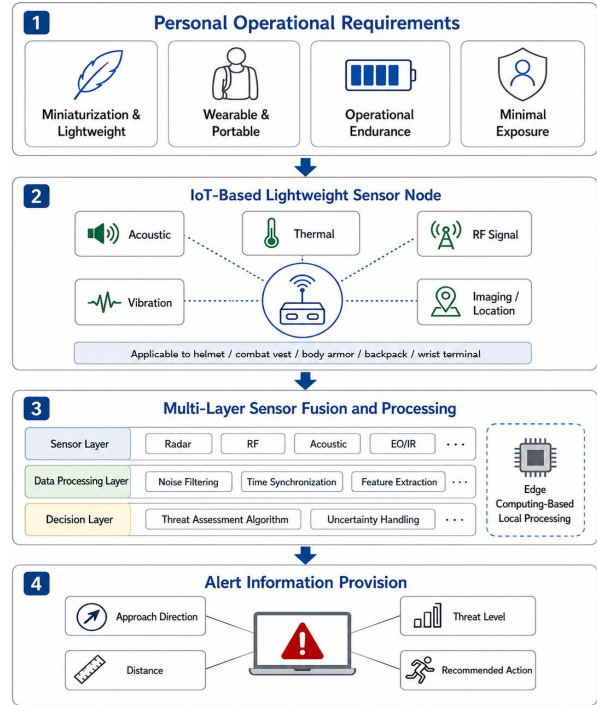 1
Personal Operational Requirements
Miniaturization &
Lightweight
Wearable &
Portable
Operational
Endurance
Minimal
Exposure
2
IoT-Based Lightweight Sensor Node
Acoustic
Thermal
RF Signal
Vibration
Imaging /
Location
Applicable to helmet / combat vest / body armor / backpack / wrist terminal
3
Multi-Layer Sensor Fusion and Processing
Sensor Layer
Radar
RF
Acoustic
EO/IR
...
Data Processing Layer
Noise Filtering
Time Synchronization
Feature Extraction
...
Decision Layer
Threat Assessment Algorithm
Uncertainty Handling
...
Edge
Computing-Based
Local Processing
4
Alert Information Provision
Approach Direction
Threat Level
Distance
Recommended Action